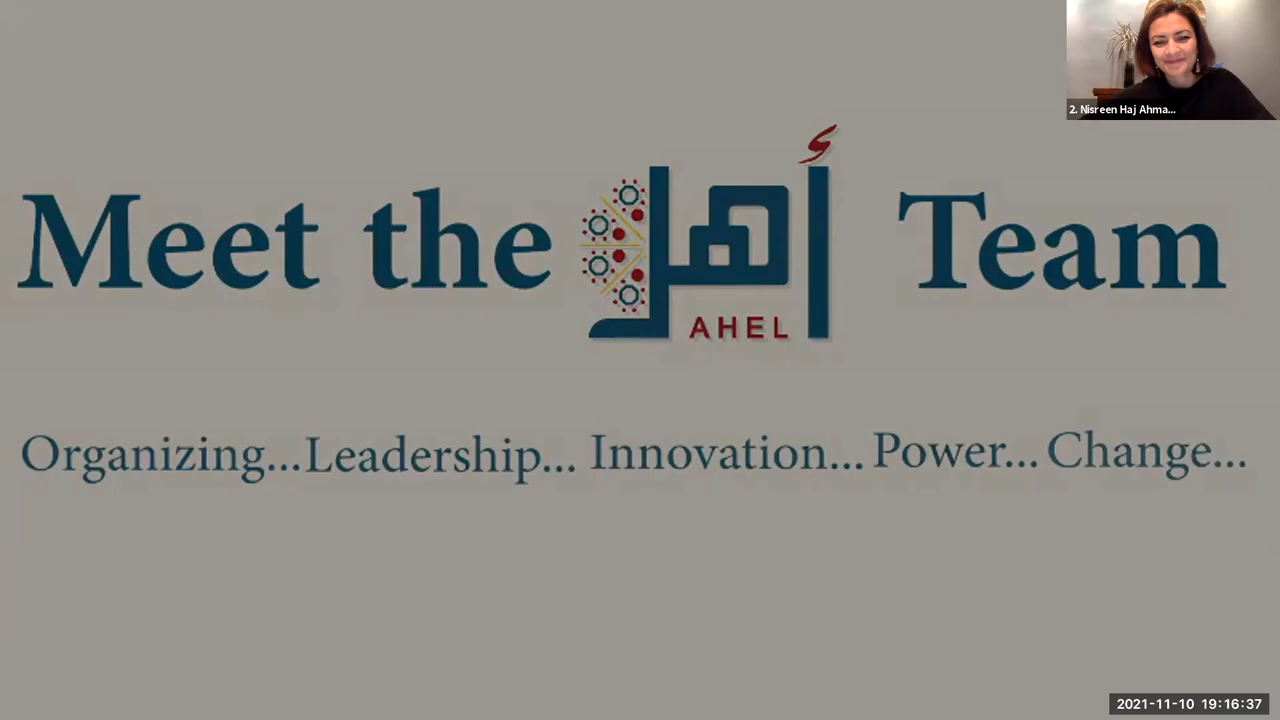 2. Nisreen Haj Ahma...
Meet the أهل Team
AHEL
Organizing...Leadership... Innovation... Power... Change...
2021-11-10 19:16:37